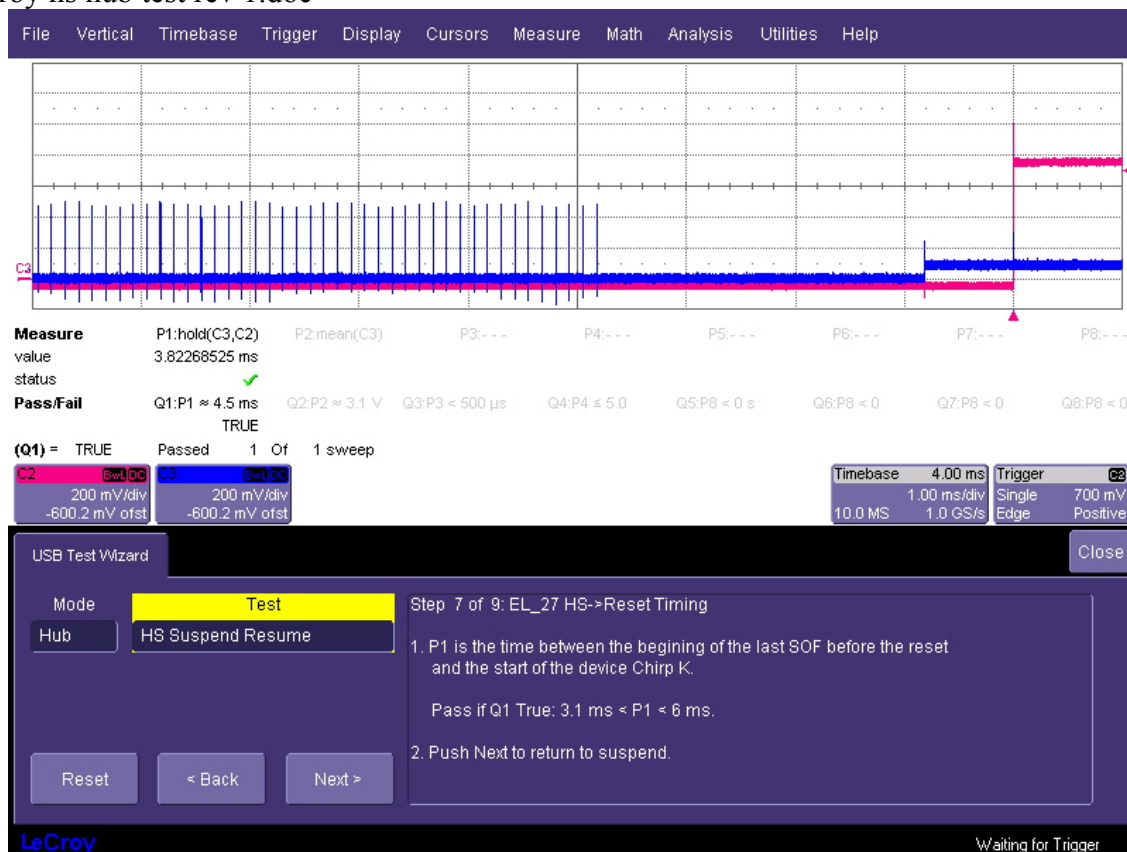 roy hs hub test rev 1.doc
File Vertical Timebase Trigger Display Cursors Measure Math Analysis Utilities Help
C3
Measure P1:hold(C3,C2) P2:mean(C3) P3:- - - P4:- - - P5:- - - P6:- - - P7:- - - P8:- - -
value 3.82268525 ms
status
Pass/Fail Q1:P1 ≈ 4.5 ms Q2:P2 ≈ 3.1 V Q3:P3 < 500 µs Q4:P4 ≤ 5.0 Q5:P8 < 0 s Q6:P8 < 0 Q7:P8 < 0 Q8:P8 < 0
TRUE
(Q1) = TRUE Passed 1 Of 1 sweep
C2 BwL DC C3 BwL DC Timebase 4.00 ms Trigger C2
200 mV/div 200 mV/div 1.00 ms/div Single 700 mV
-600.2 mV ofst -600.2 mV ofst 10.0 MS 1.0 GS/s Edge Positive
USB Test Wizard Close
Mode Test
Hub HS Suspend Resume
Step 7 of 9: EL_27 HS->Reset Timing
1. P1 is the time between the begining of the last SOF before the reset
and the start of the device Chirp K.
Pass if Q1 True: 3.1 ms < P1 < 6 ms.
2. Push Next to return to suspend.
Reset < Back Next >
LeCroy Waiting for Trigger